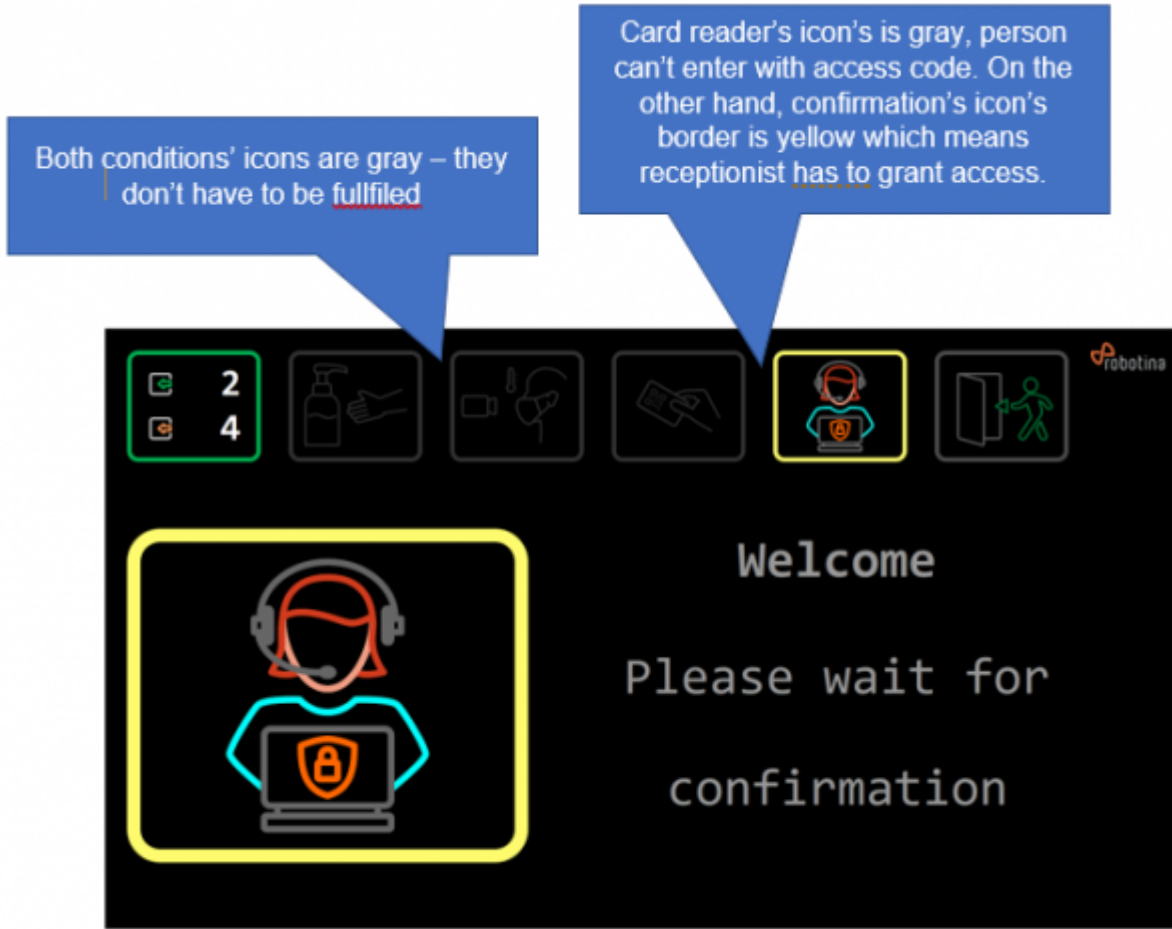 Card reader’s icon’s is gray, person
can’t enter with access code. On the
other hand, confirmation’s icon’s
border is yellow which means
receptionist has to grant access.
Both conditions’ icons are gray – they
don’t have to be fullfiled
2
4
robotina
Welcome
Please wait for
confirmation